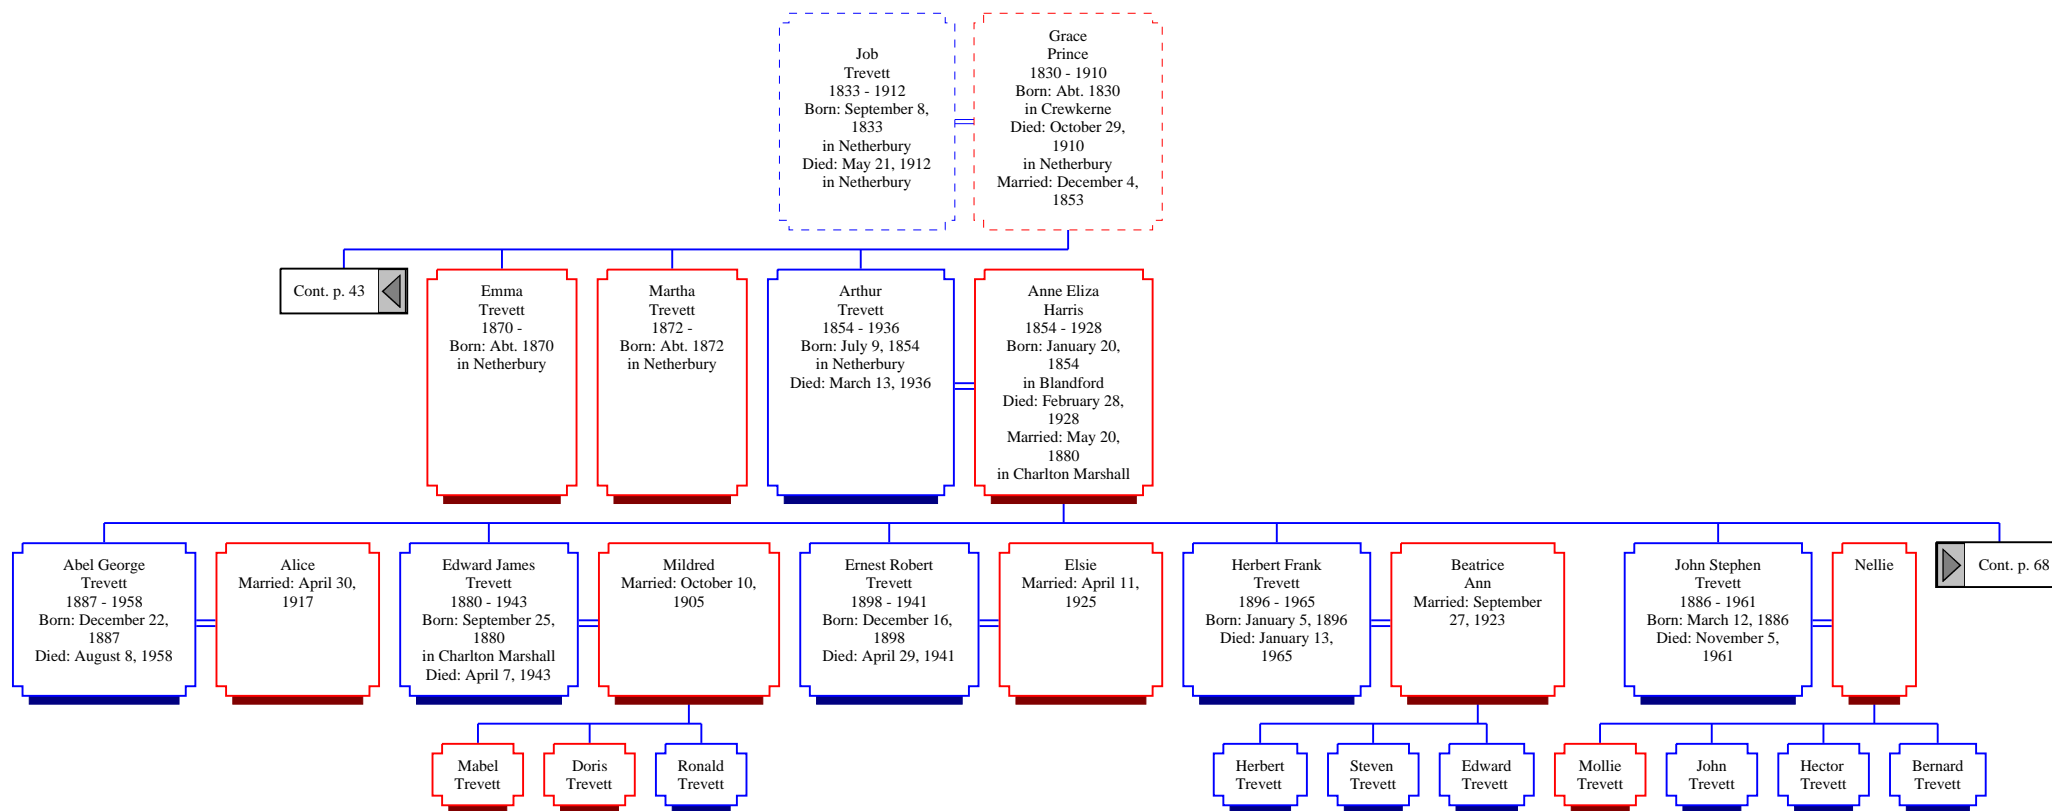 Job
Trevett
1833 - 1912
Born: September 8,
1833
in Netherbury
Died: May 21, 1912
in Netherbury
Grace
Prince
1830 - 1910
Born: Abt. 1830
in Crewkerne
Died: October 29,
1910
in Netherbury
Married: December 4,
1853
Cont. p. 43
Emma
Trevett
1870 -
Born: Abt. 1870
in Netherbury
Martha
Trevett
1872 -
Born: Abt. 1872
in Netherbury
Arthur
Trevett
1854 - 1936
Born: July 9, 1854
in Netherbury
Died: March 13, 1936
Anne Eliza
Harris
1854 - 1928
Born: January 20,
1854
in Blandford
Died: February 28,
1928
Married: May 20,
1880
in Charlton Marshall
Abel George
Trevett
1887 - 1958
Born: December 22,
1887
Died: August 8, 1958
Alice
Married: April 30,
1917
Edward James
Trevett
1880 - 1943
Born: September 25,
1880
in Charlton Marshall
Died: April 7, 1943
Mildred
Married: October 10,
1905
Ernest Robert
Trevett
1898 - 1941
Born: December 16,
1898
Died: April 29, 1941
Elsie
Married: April 11,
1925
Herbert Frank
Trevett
1896 - 1965
Born: January 5, 1896
Died: January 13,
1965
Beatrice
Ann
Married: September
27, 1923
John Stephen
Trevett
1886 - 1961
Born: March 12, 1886
Died: November 5,
1961
Nellie
Cont. p. 68
Mabel
Trevett
Doris
Trevett
Ronald
Trevett
Herbert
Trevett
Steven
Trevett
Edward
Trevett
Mollie
Trevett
John
Trevett
Hector
Trevett
Bernard
Trevett